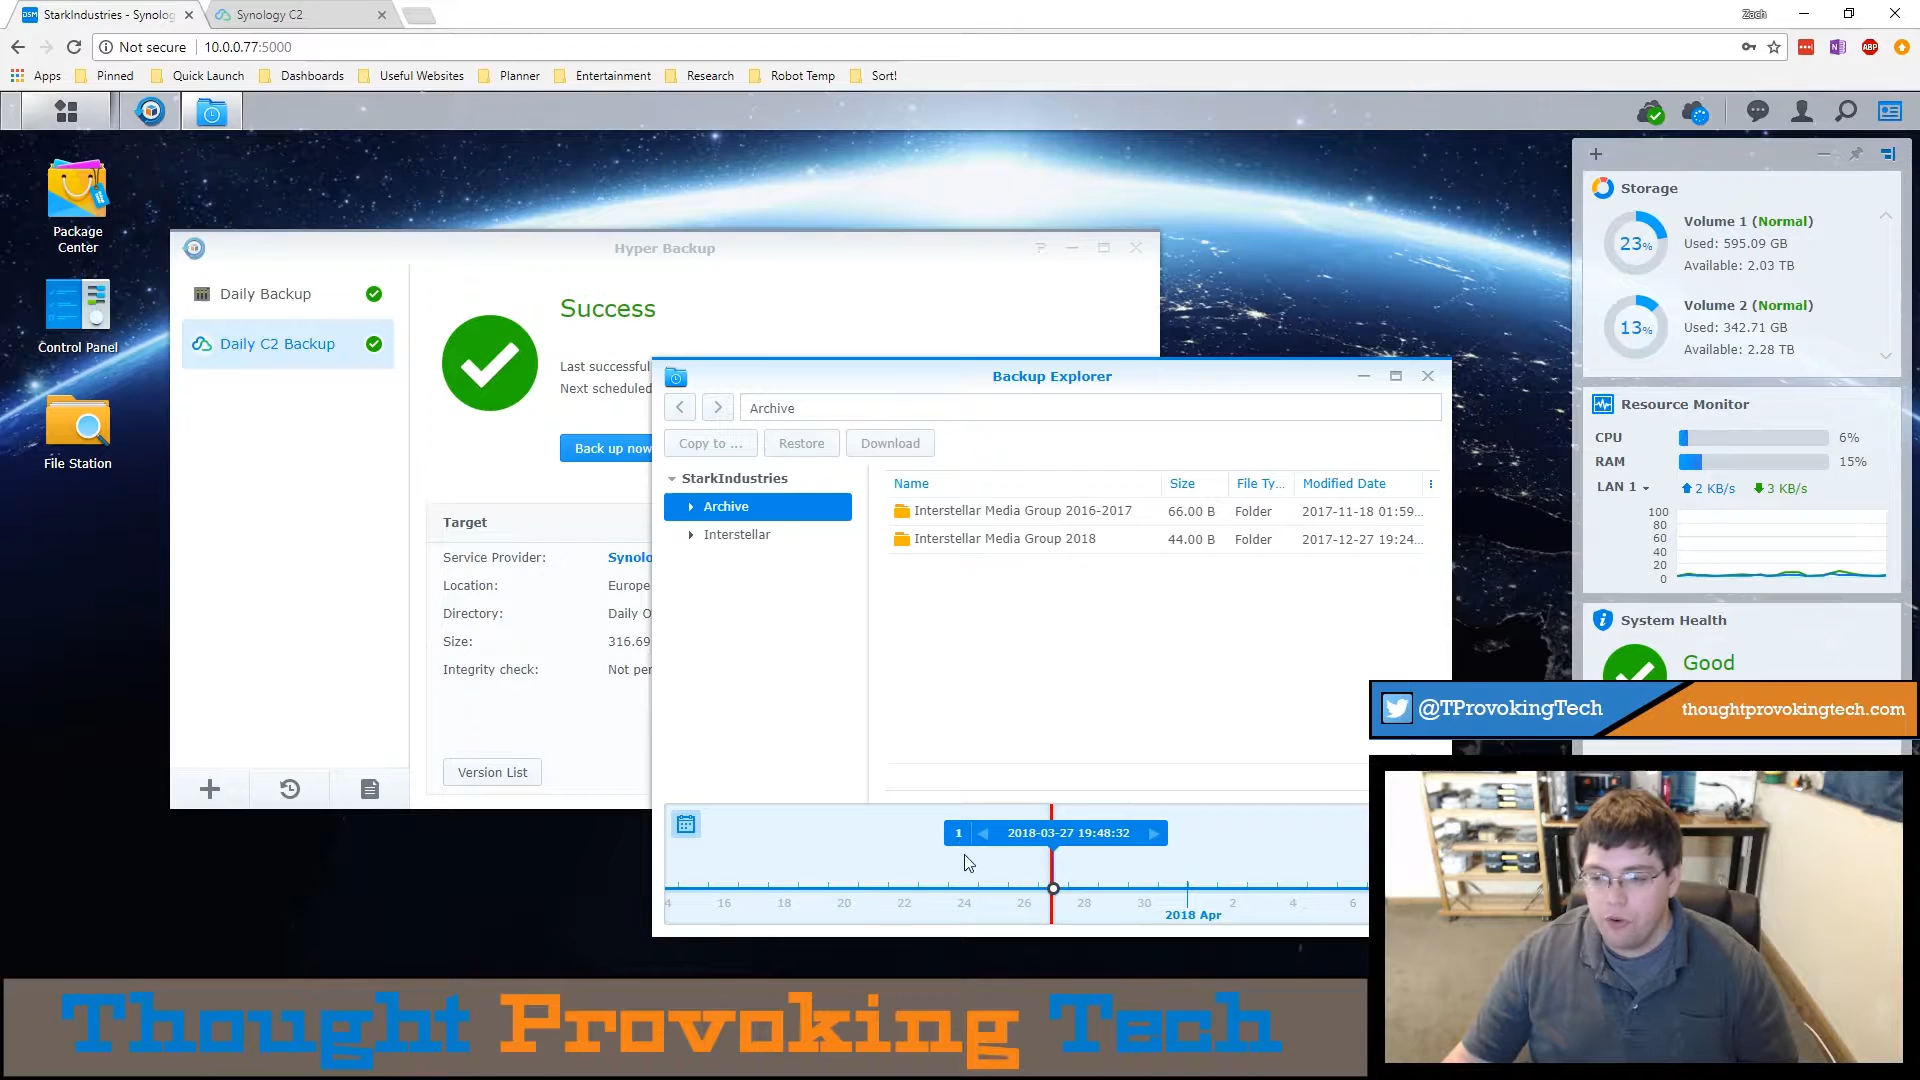 StarkIndustries - Synolog
Synology C2
Zach
Not secure
10.0.0.77:5000
Apps
Pinned
Quick Launch
Dashboards
Useful Websites
Planner
Entertainment
Research
Robot Temp
Sort!
ABP
Package
Center
Control Panel
File Station
Hyper Backup
Daily Backup
Daily C2 Backup
Success
Last successful
Next scheduled
Back up now
Target
Service Provider:
Synolo
Location:
Europe
Directory:
Daily O
Size:
316.69
Integrity check:
Not per
Version List
Backup Explorer
Archive
Copy to ...
Restore
Download
StarkIndustries
Archive
Interstellar
Name
Size
File Ty...
Modified Date
Interstellar Media Group 2016-2017
66.00 B
Folder
2017-11-18 01:59...
Interstellar Media Group 2018
44.00 B
Folder
2017-12-27 19:24...
1
2018-03-27 19:48:32
4
16
18
20
22
24
26
28
30
2
4
6
2018 Apr
Storage
23%
Volume 1 (Normal)
Used: 595.09 GB
Available: 2.03 TB
13%
Volume 2 (Normal)
Used: 342.71 GB
Available: 2.28 TB
Resource Monitor
CPU
6%
RAM
15%
LAN 1
2 KB/s
3 KB/s
100
80
60
40
20
0
System Health
Good
@TProvokingTech
thoughtprovokingtech.com
Thought Provoking Tech